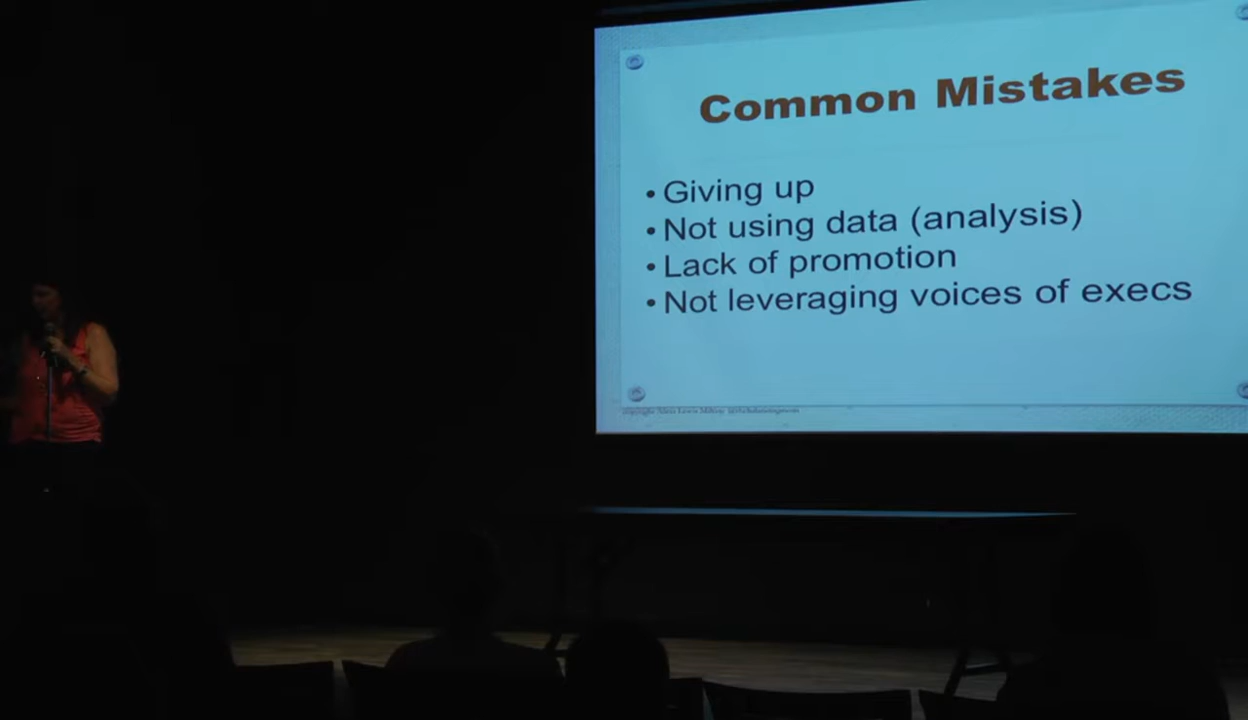 Common Mistakes
• Giving up
• Not using data (analysis)
• Lack of promotion
• Not leveraging voices of execs